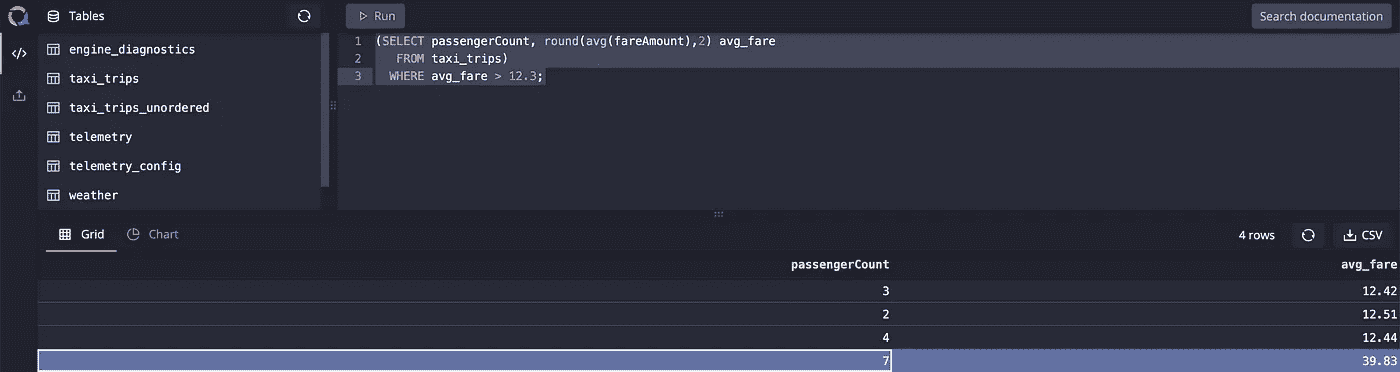 Tables
Run
Search documentation
engine_diagnostics
taxi_trips
taxi_trips_unordered
telemetry
telemetry_config
weather
1 (SELECT passengerCount, round(avg(fareAmount),2) avg_fare
2 FROM taxi_trips)
3 WHERE avg_fare > 12.3;
Grid Chart 4 rows CSV
passengerCount avg_fare
3 12.42
2 12.51
4 12.44
7 39.83